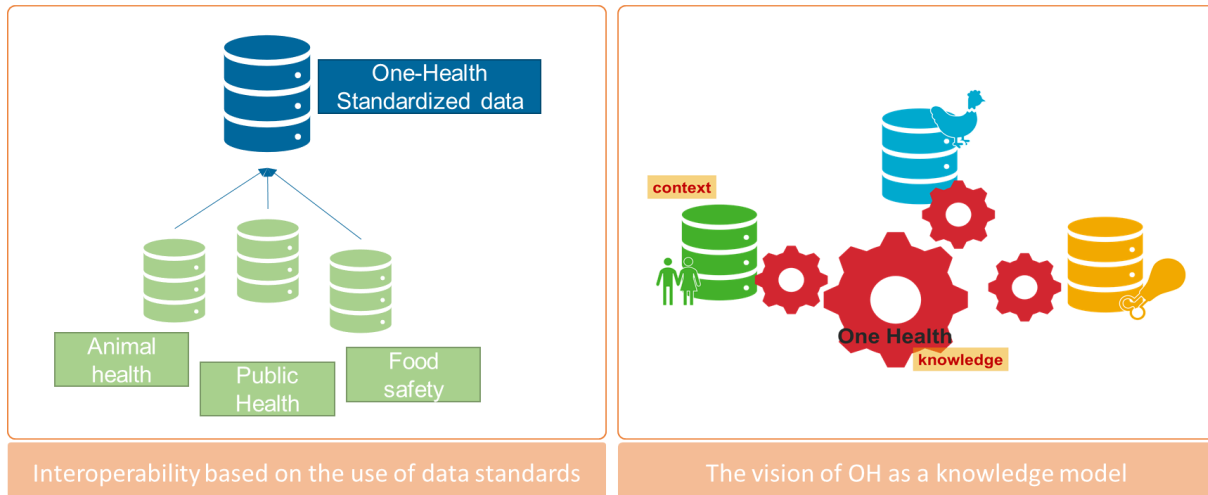 One-Health
Standardized data
Animal
health
Public
Health
Food
safety
Interoperability based on the use of data standards
context
One Health
knowledge
The vision of OH as a knowledge model